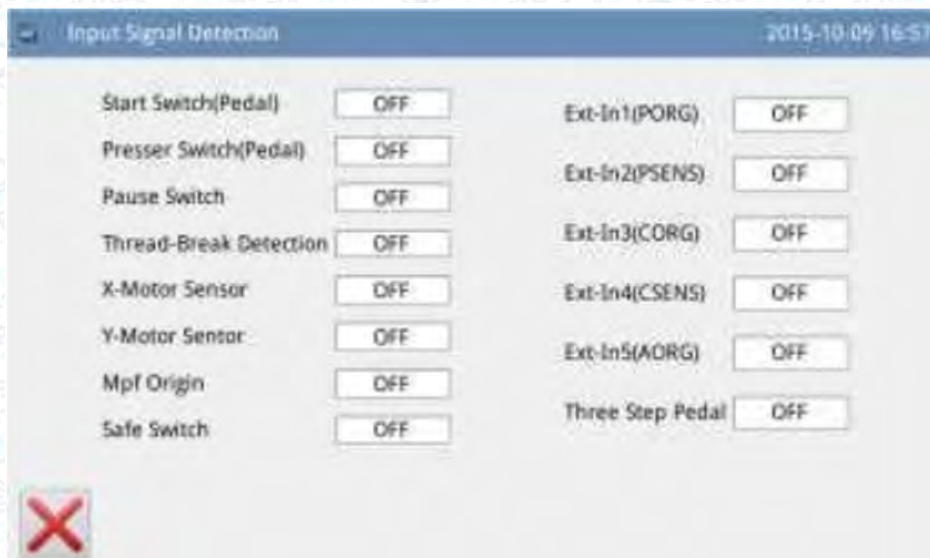 Input Signal Detection 2015-10-09 16:57
Start Switch(Pedal) OFF
Presser Switch(Pedal) OFF
Pause Switch OFF
Thread-Break Detection OFF
X-Motor Sensor OFF
Y-Motor Sentor OFF
Mpf Origin OFF
Safe Switch OFF
Ext-In1(PORG) OFF
Ext-In2(PSENS) OFF
Ext-In3(CORG) OFF
Ext-In4(CSENS) OFF
Ext-In5(AORG) OFF
Three Step Pedal OFF